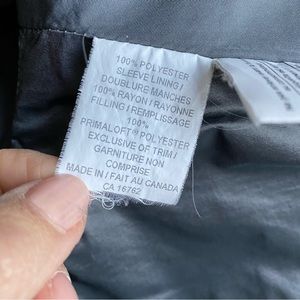 100% POLYESTER
SLEEVE LINING/
DOUBLURE MANCHES
100% RAYON / RAYONNE
FILLING / REMPLISSAGE
100%
PRIMALOFT® POLYESTER
EXCLUSIVE OF TRIM /
GARNITURE NON
COMPRISE
MADE IN / FAIT AU CANADA
CA 16762